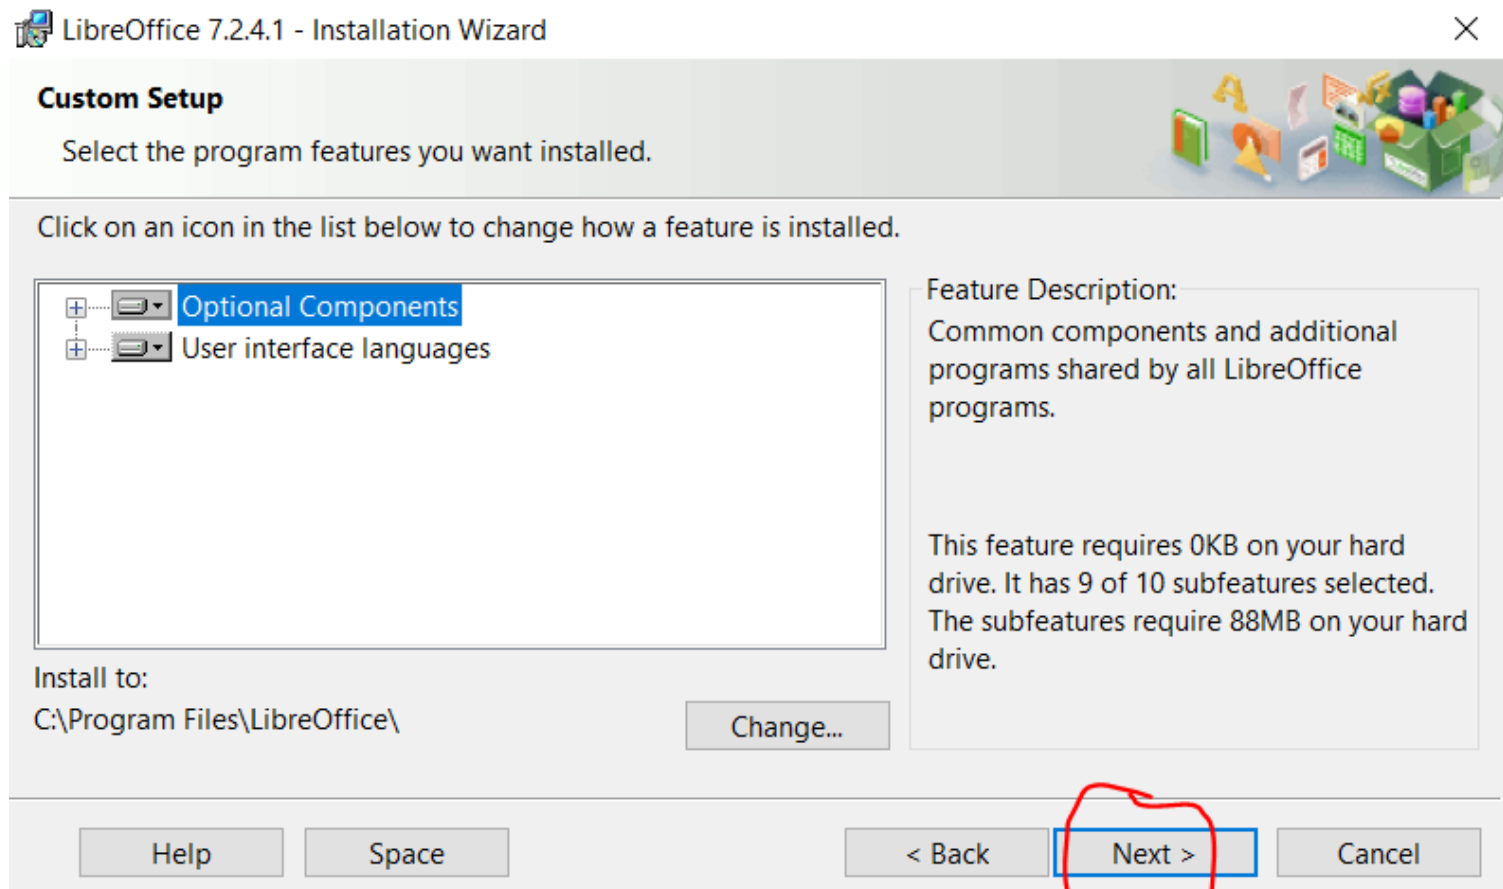 LibreOffice 7.2.4.1 - Installation Wizard
Custom Setup
Select the program features you want installed.
Click on an icon in the list below to change how a feature is installed.
Optional Components
User interface languages
Feature Description:
Common components and additional
programs shared by all LibreOffice
programs.
This feature requires 0KB on your hard
drive. It has 9 of 10 subfeatures selected.
The subfeatures require 88MB on your hard
drive.
Install to:
C:\Program Files\LibreOffice\
Change...
Help
Space
< Back
Next >
Cancel